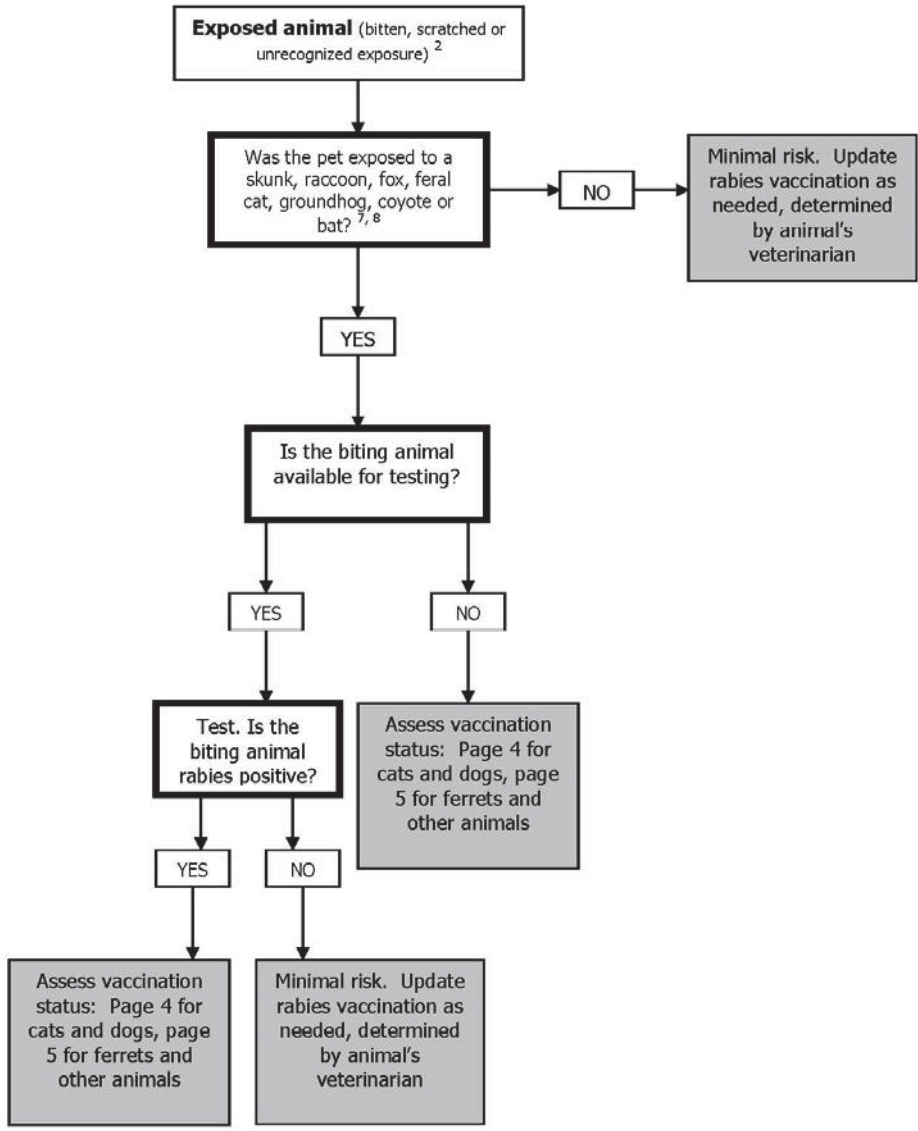 Exposed animal (bitten, scratched or
unrecognized exposure) 2
Was the pet exposed to a
skunk, raccoon, fox, feral
cat, groundhog, coyote or
bat? 7, 8
NO
Minimal risk. Update
rabies vaccination as
needed, determined
by animal's
veterinarian
YES
Is the biting animal
available for testing?
YES
NO
Test. Is the
biting animal
rabies positive?
Assess vaccination
status: Page 4 for
cats and dogs, page
5 for ferrets and
other animals
YES
NO
Assess vaccination
status: Page 4 for
cats and dogs, page
5 for ferrets and
other animals
Minimal risk. Update
rabies vaccination as
needed, determined
by animal's
veterinarian